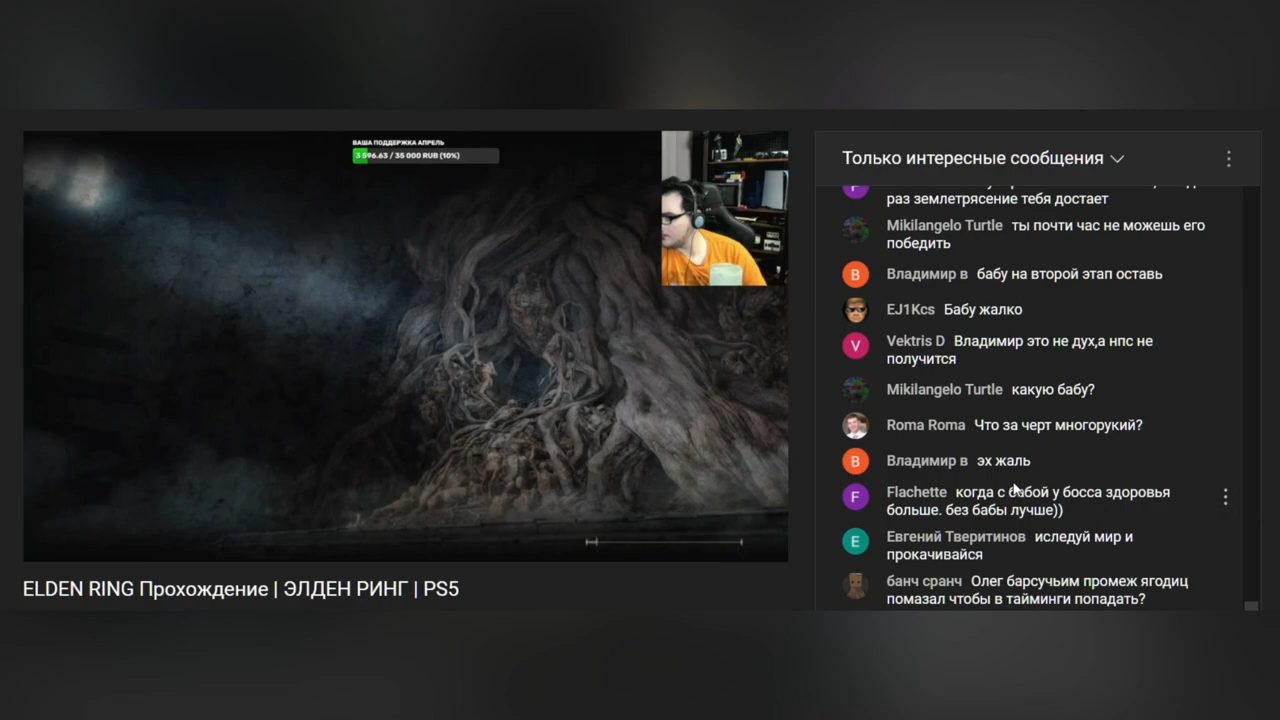 ВАША ПОДДЕРЖКА АПРЕЛЬ
3 596.63 / 35 000 RUB (10%)
ELDEN RING Прохождение | ЭЛДЕН РИНГ | PS5
Только интересные сообщения
раз землетрясение тебя достает
Mikilangelo Turtle ты почти час не можешь его
победить
Владимир в бабу на второй этап оставь
EJ1Kcs Бабу жалко
Vektris D Владимир это не дух,а нпс не
получится
Mikilangelo Turtle какую бабу?
Roma Roma Что за черт многорукий?
Владимир в эх жаль
Flachette когда с бабой у босса здоровья
больше. без бабы лучше))
Евгений Тверитинов иследуй мир и
прокачивайся
банч сранч Олег барсучьим промеж ягодиц
помазал чтобы в тайминги попадать?